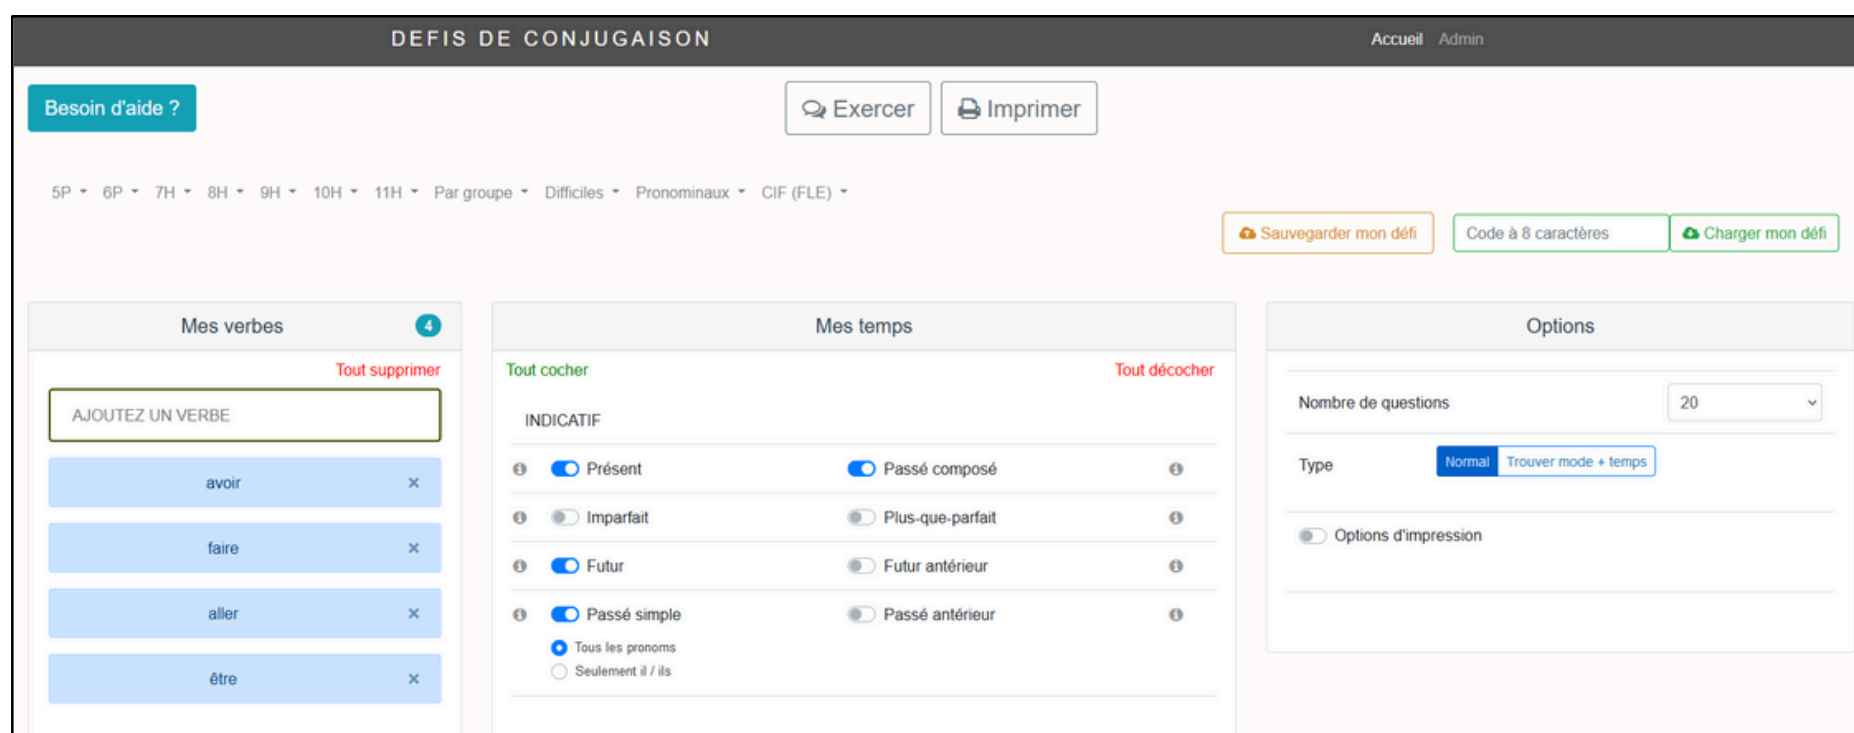 DEFIS DE CONJUGAISON
Accueil Admin
Besoin d'aide ?
Exercer
Imprimer
5P 6P 7H 8H 9H 10H 11H Par groupe Difficiles Pronominaux CIF (FLE)
Sauvegarder mon défi
Code à 8 caractères
Charger mon défi
Mes verbes 4
Tout supprimer
AJOUTEZ UN VERBE
avoir ×
faire ×
aller ×
être ×
Mes temps
Tout cocher Tout décocher
INDICATIF
Présent Passé composé
Imparfait Plus-que-parfait
Futur Futur antérieur
Passé simple Passé antérieur
Tous les pronoms
Seulement il / ils
Options
Nombre de questions 20
Type Normal Trouver mode + temps
Options d'impression